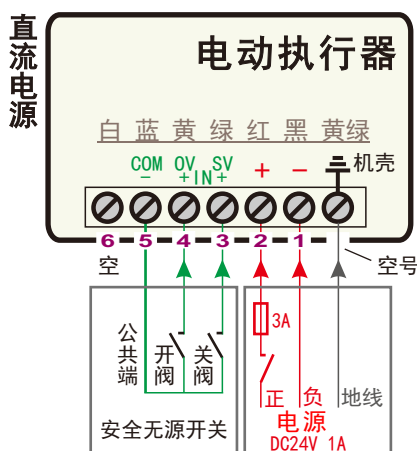 直流电源
电动执行器
白 蓝 黄 绿 红 黑 黄绿
COM OV SV + − 机壳
− +IN+
6 5 4 3 2 1
空 空号
公共端
开阀
关阀
安全无源开关
3A
正 负 地线
电源
DC24V 1A